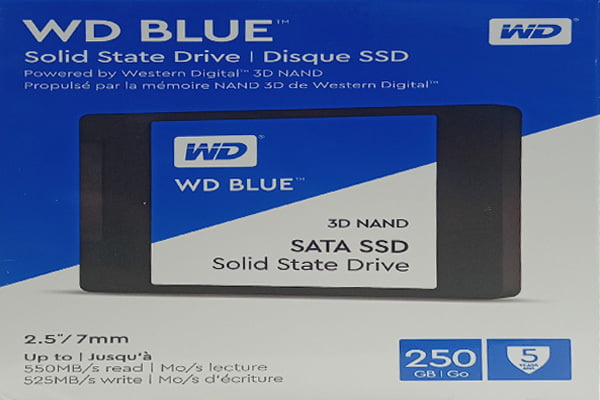 WD BLUE™
WD
Solid State Drive | Disque SSD
Powered by Western Digital™ 3D NAND
Propulsé par la mémoire NAND 3D de Western Digital™
WD®
WD BLUE™
3D NAND
SATA SSD
Solid State Drive
2.5"/7mm
Up to | Jusqu'à
550MB/s read | Mo/s lecture
525MB/s write | Mo/s d'écriture
250
GB | Go
5